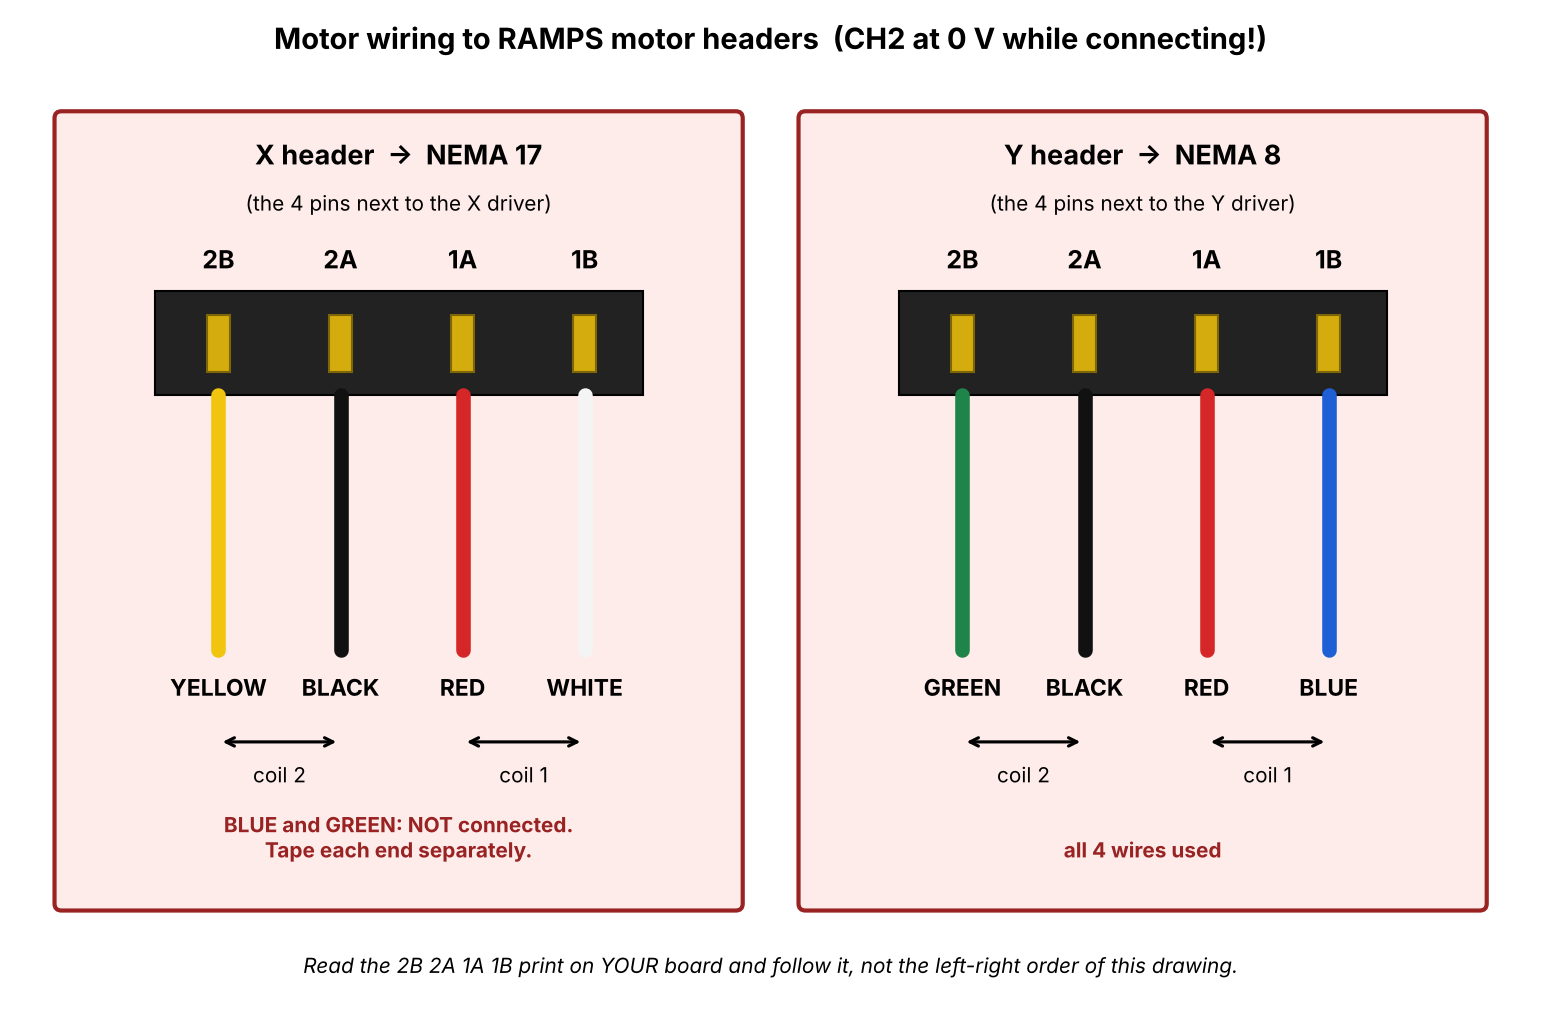 Motor wiring to RAMPS motor headers (CH2 at 0 V while connecting!)
X header → NEMA 17
(the 4 pins next to the X driver)
2B 2A 1A 1B
YELLOW BLACK RED WHITE
coil 2 coil 1
BLUE and GREEN: NOT connected.
Tape each end separately.
Y header → NEMA 8
(the 4 pins next to the Y driver)
2B 2A 1A 1B
GREEN BLACK RED BLUE
coil 2 coil 1
all 4 wires used
Read the 2B 2A 1A 1B print on YOUR board and follow it, not the left-right order of this drawing.